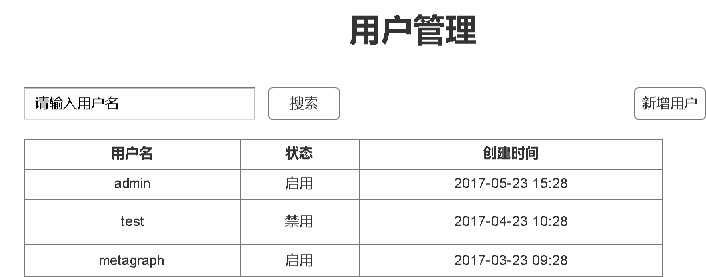 用户管理
请输入用户名 搜索 新增用户
用户名 状态 创建时间
admin 启用 2017-05-23 15:28
test 禁用 2017-04-23 10:28
metagraph 启用 2017-03-23 09:28